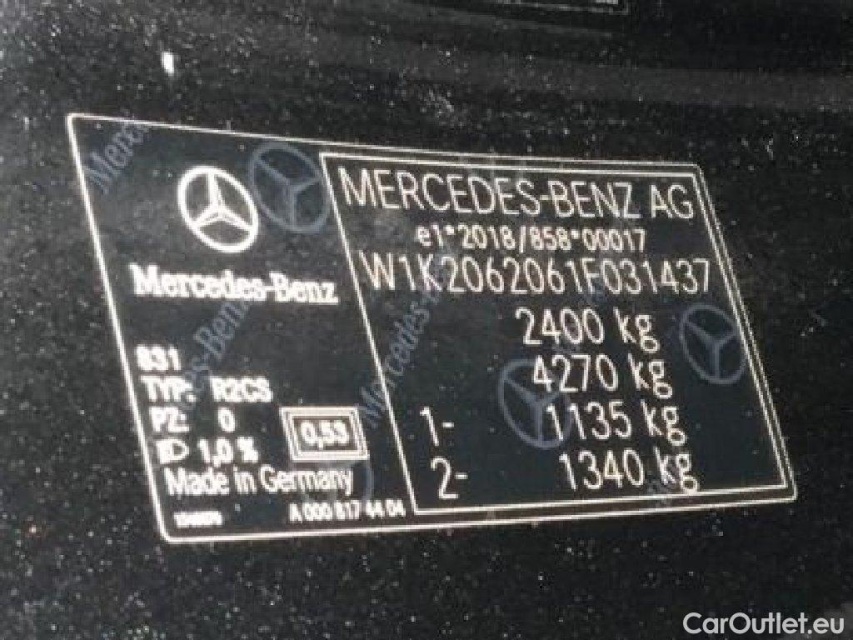 Mercedes-Benz
831
TYP: R2CS
PZ: 0
1,0 %
0,53
Made in Germany
A 000 817 44 04
MERCEDES-BENZ AG
e1*2018/858*00017
W1K2062061F031437
2400 kg
4270 kg
1- 1135 kg
2- 1340 kg
CarOutlet.eu